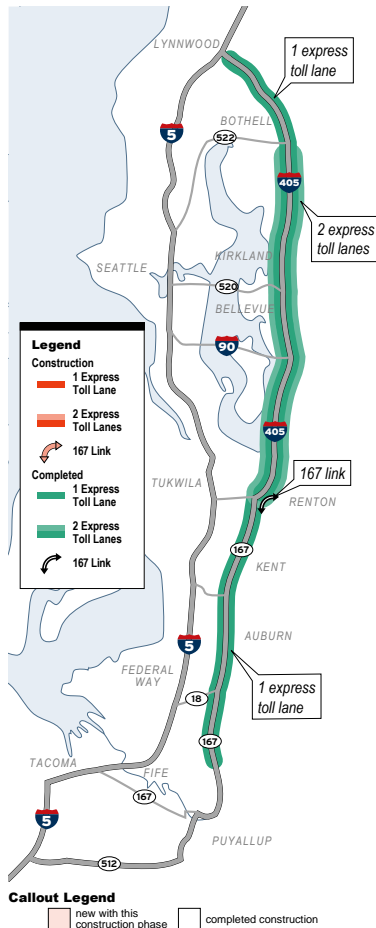 LYNNWOOD
1 express
toll lane
BOTHELL
5
522
405
2 express
toll lanes
KIRKLAND
SEATTLE
520
BELLEVUE
90
Legend
Construction
1 Express
Toll Lane
2 Express
Toll Lanes
167 Link
Completed
1 Express
Toll Lane
2 Express
Toll Lanes
167 Link
405
TUKWILA
167 link
RENTON
167
KENT
AUBURN
5
FEDERAL
WAY
1 express
toll lane
18
167
TACOMA
FIFE
167
5
PUYALLUP
512
Callout Legend
new with this
construction phase
completed construction